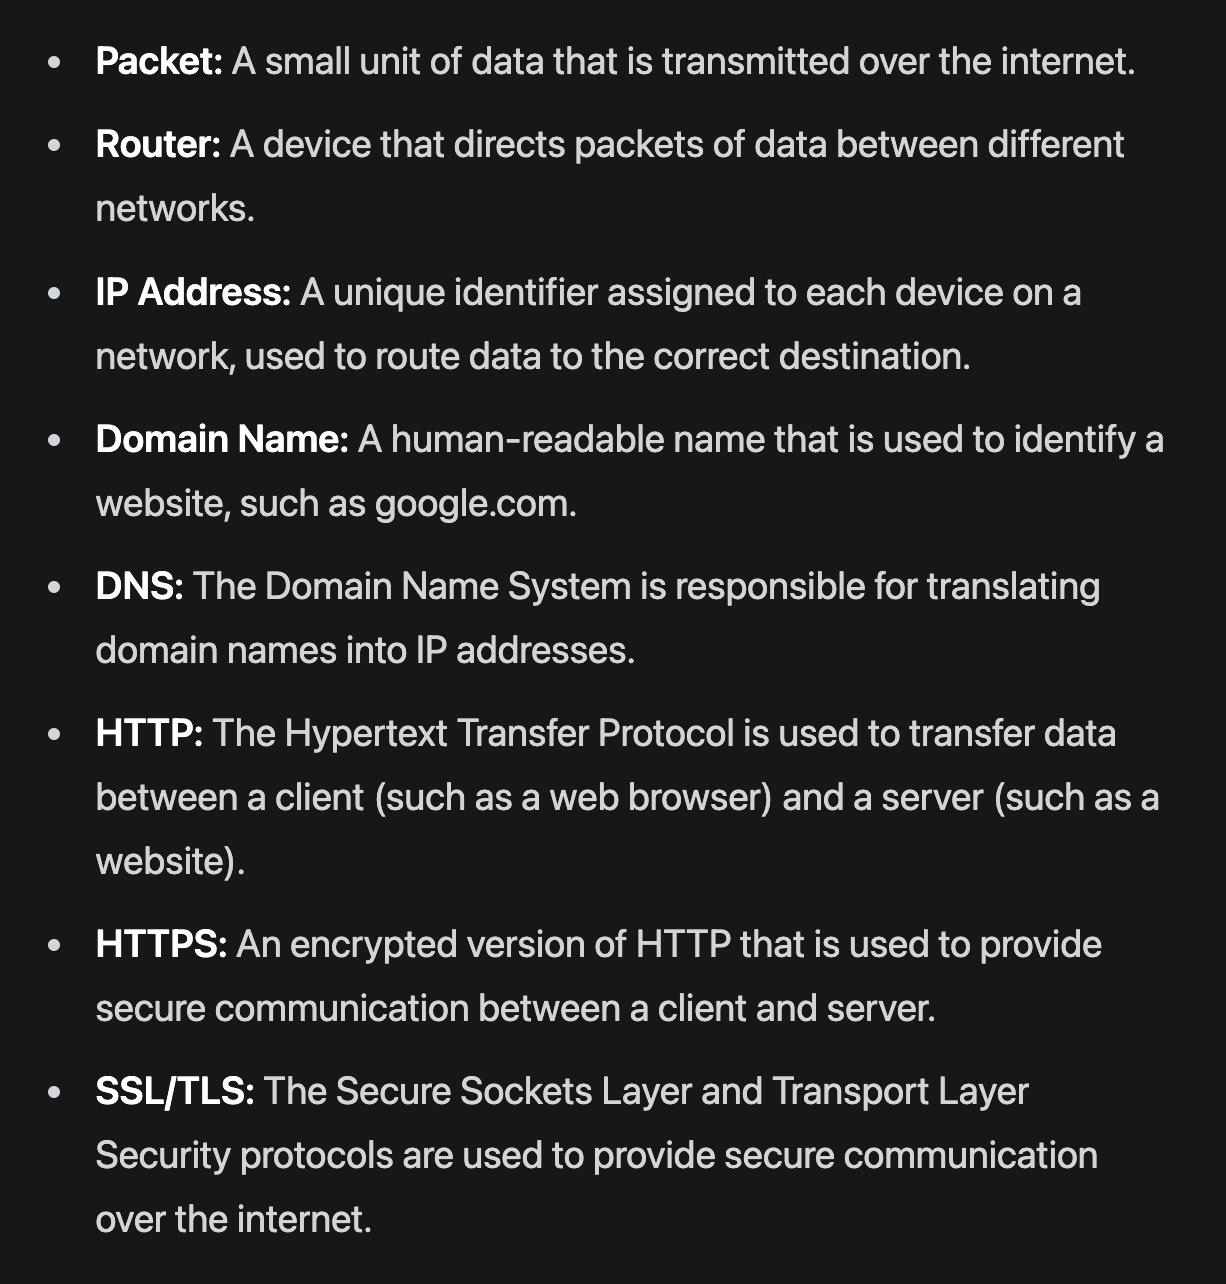 • Packet: A small unit of data that is transmitted over the internet.
• Router: A device that directs packets of data between different
networks.
• IP Address: A unique identifier assigned to each device on a
network, used to route data to the correct destination.
• Domain Name: A human-readable name that is used to identify a
website, such as google.com.
• DNS: The Domain Name System is responsible for translating
domain names into IP addresses.
• HTTP: The Hypertext Transfer Protocol is used to transfer data
between a client (such as a web browser) and a server (such as a
website).
• HTTPS: An encrypted version of HTTP that is used to provide
secure communication between a client and server.
• SSL/TLS: The Secure Sockets Layer and Transport Layer
Security protocols are used to provide secure communication
over the internet.